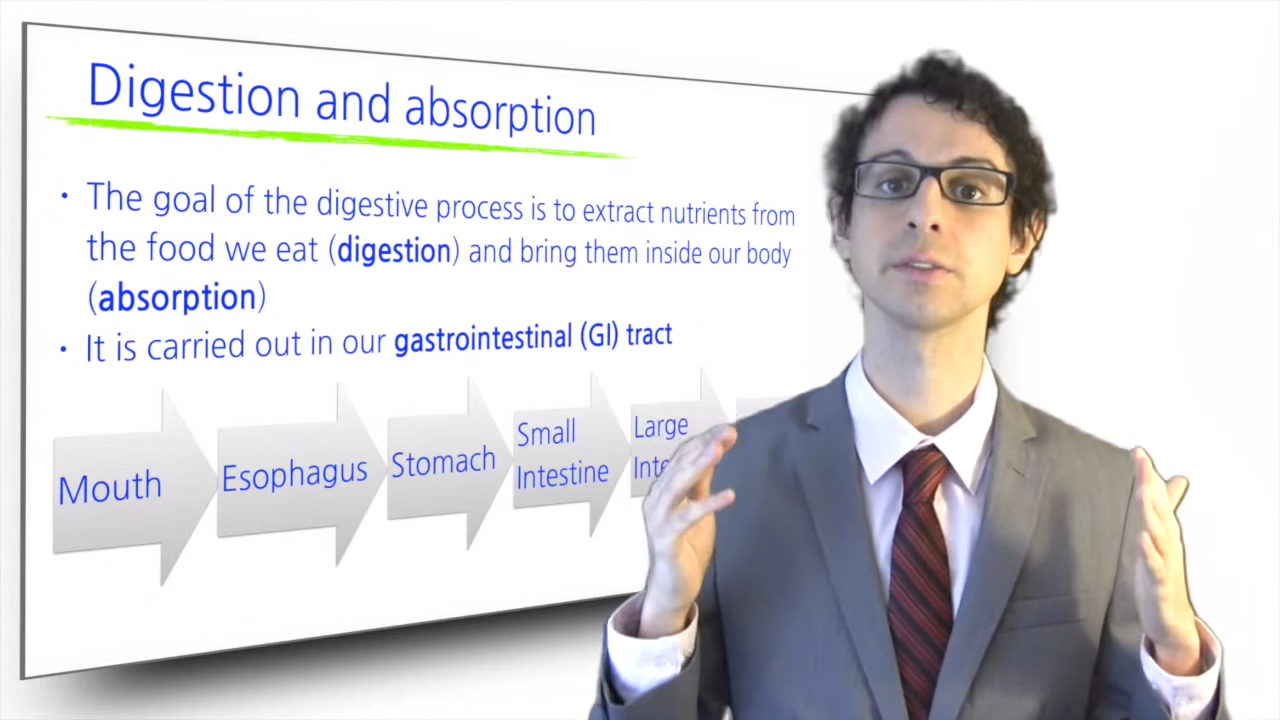 Digestion and absorption
• The goal of the digestive process is to extract nutrients from
the food we eat (digestion) and bring them inside our body
(absorption)
• It is carried out in our gastrointestinal (GI) tract
Mouth
Esophagus
Stomach
Small
Intestine
Large